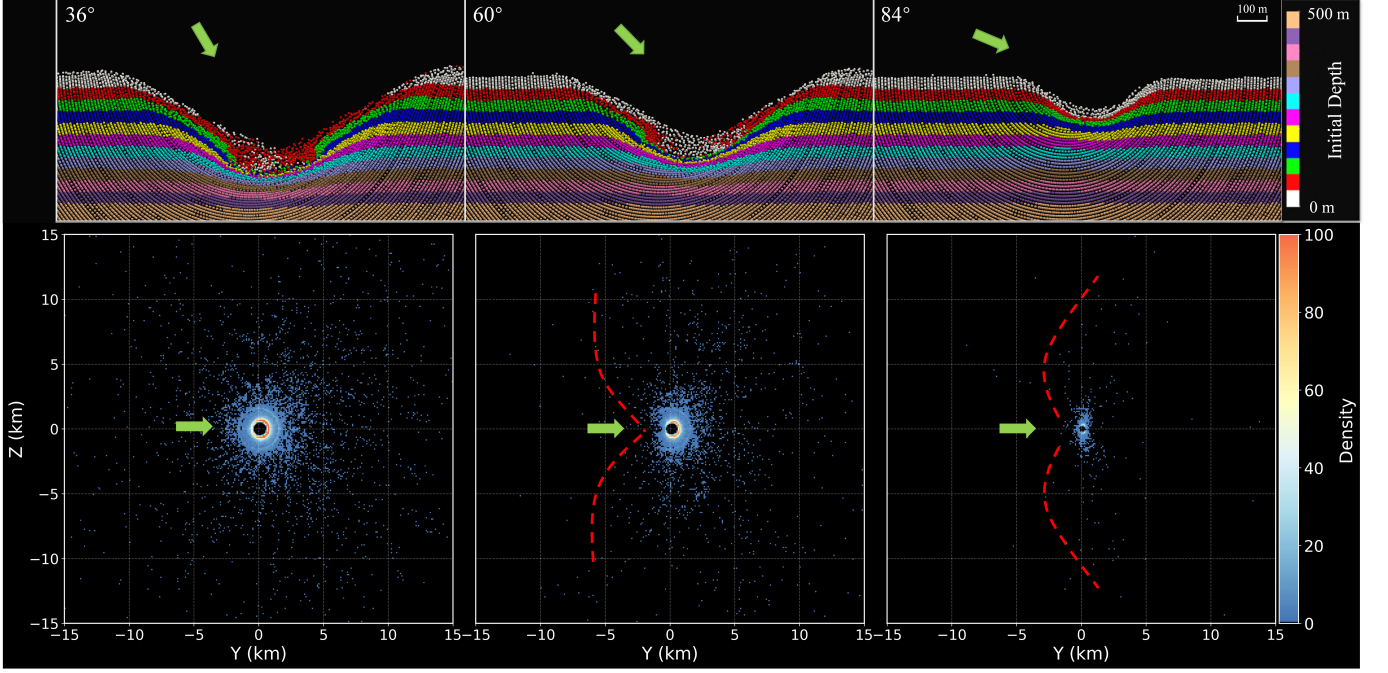 36°
60°
84°
100 m
500 m
Initial Depth
0 m
15
10
5
0
−5
−10
−15
Z (km)
−15 −10 −5 0 5 10 15
Y (km)
−15 −10 −5 0 5 10 15
Y (km)
−15 −10 −5 0 5 10 15
Y (km)
100
80
60
40
20
0
Density